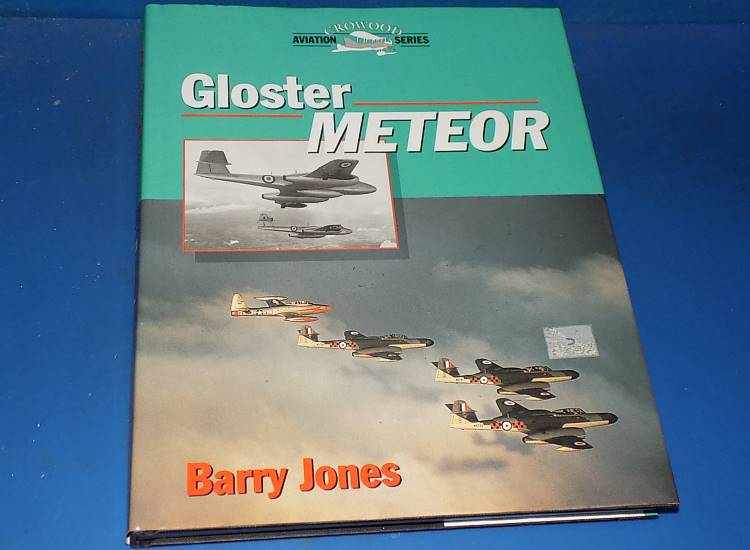 CROWOOD
AVIATION SERIES
Gloster
METEOR
Barry Jones